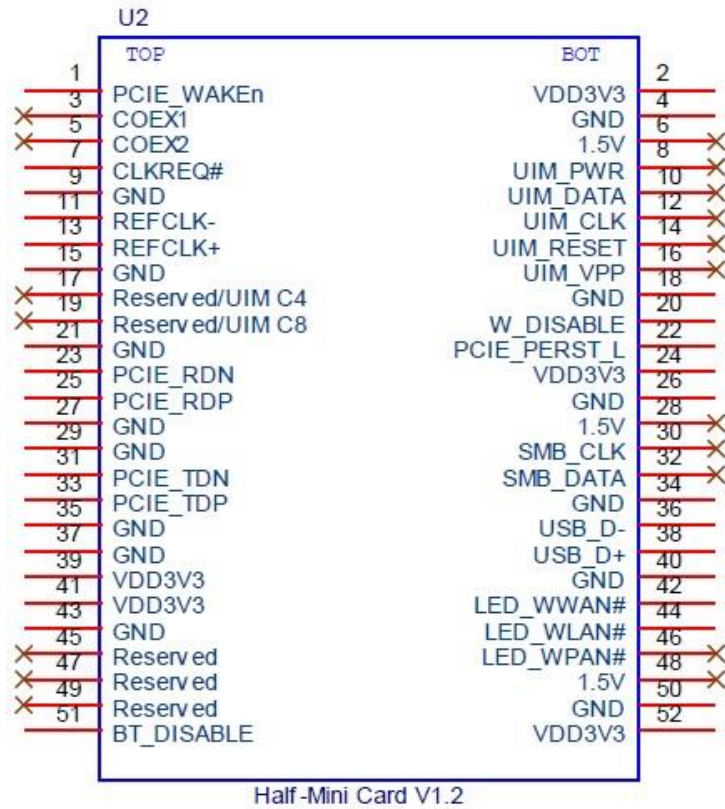 U2
TOP BOT
1 PCIE_WAKEn VDD3V3 2
3 COEX1 GND 4
5 COEX2 1.5V 6
7 CLKREQ# UIM_PWR 8
9 GND UIM_DATA 10
11 REFCLK- UIM_CLK 12
13 REFCLK+ UIM_RESET 14
15 GND UIM_VPP 16
17 Reserved/UIM C4 GND 18
19 Reserved/UIM C8 W_DISABLE 20
21 GND PCIE_PERST_L 22
23 PCIE_RDN VDD3V3 24
25 PCIE_RDP GND 26
27 GND 1.5V 28
29 GND SMB_CLK 30
31 PCIE_TDN SMB_DATA 32
33 PCIE_TDP GND 34
35 GND USB_D- 36
37 GND USB_D+ 38
39 VDD3V3 GND 40
41 VDD3V3 LED_WWAN# 42
43 GND LED_WLAN# 44
45 Reserved LED_WPAN# 46
47 Reserved 1.5V 48
49 Reserved GND 50
51 BT_DISABLE VDD3V3 52
Half-Mini Card V1.2